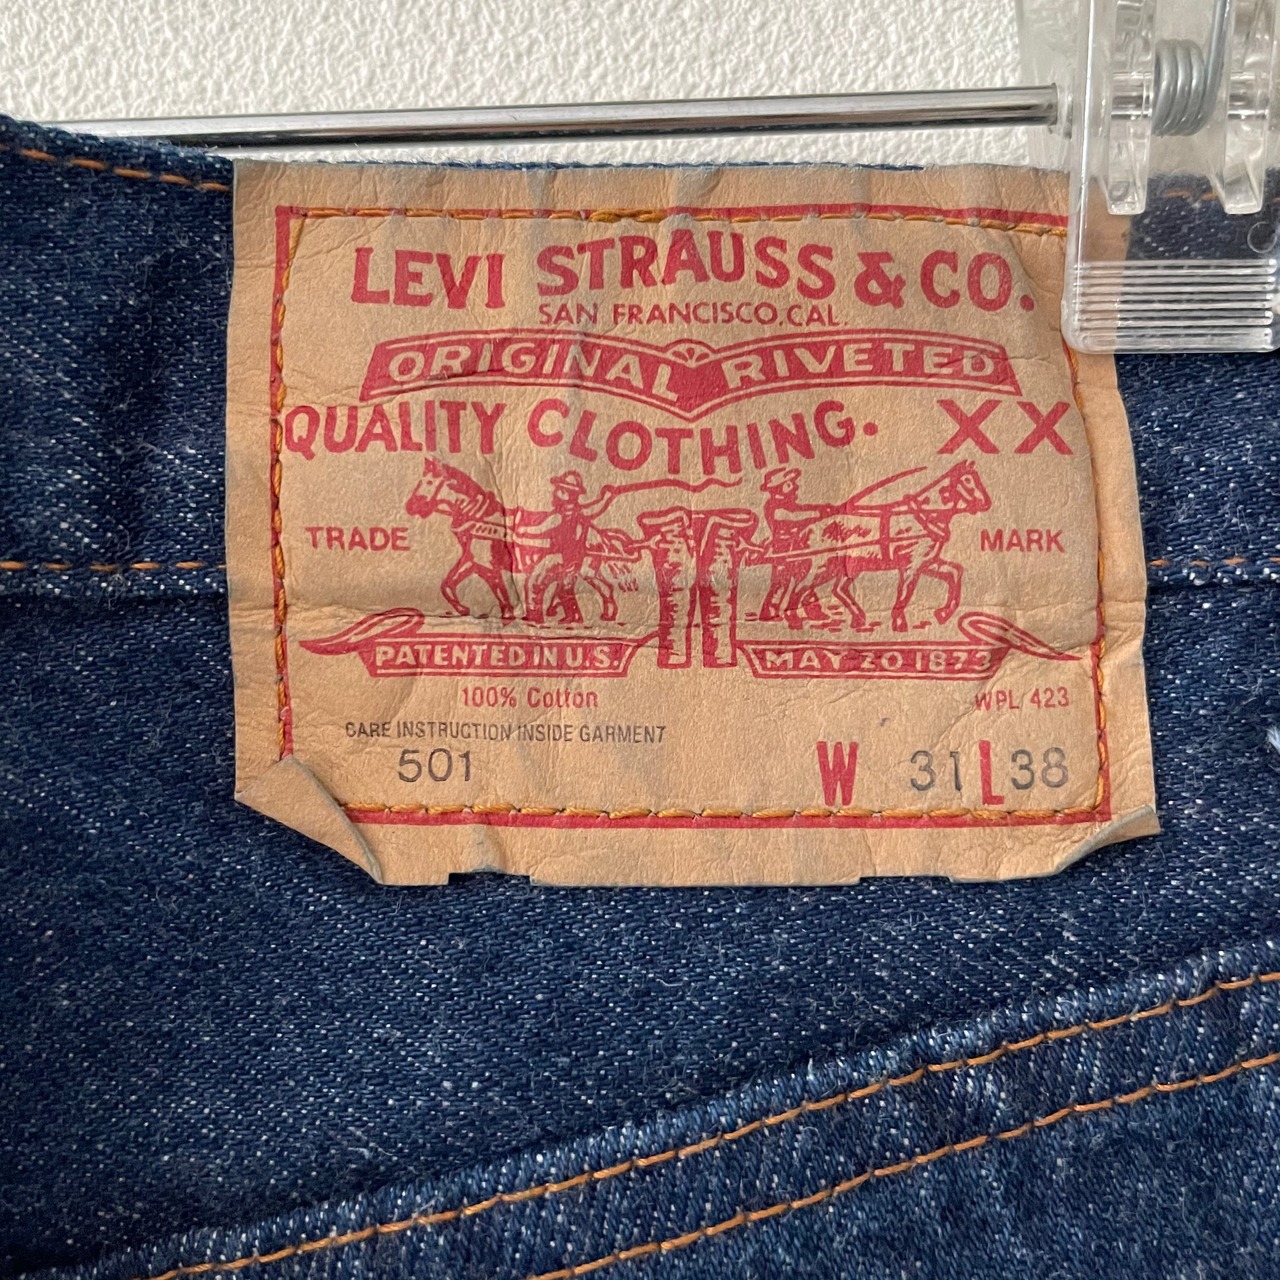 LEVI STRAUSS & CO.
SAN FRANCISCO, CAL.
ORIGINAL RIVETED
QUALITY CLOTHING. XX
TRADE MARK
PATENTED IN U.S. MAY 20 1873
100% Cotton WPL 423
CARE INSTRUCTION INSIDE GARMENT
501 W 31 L 38